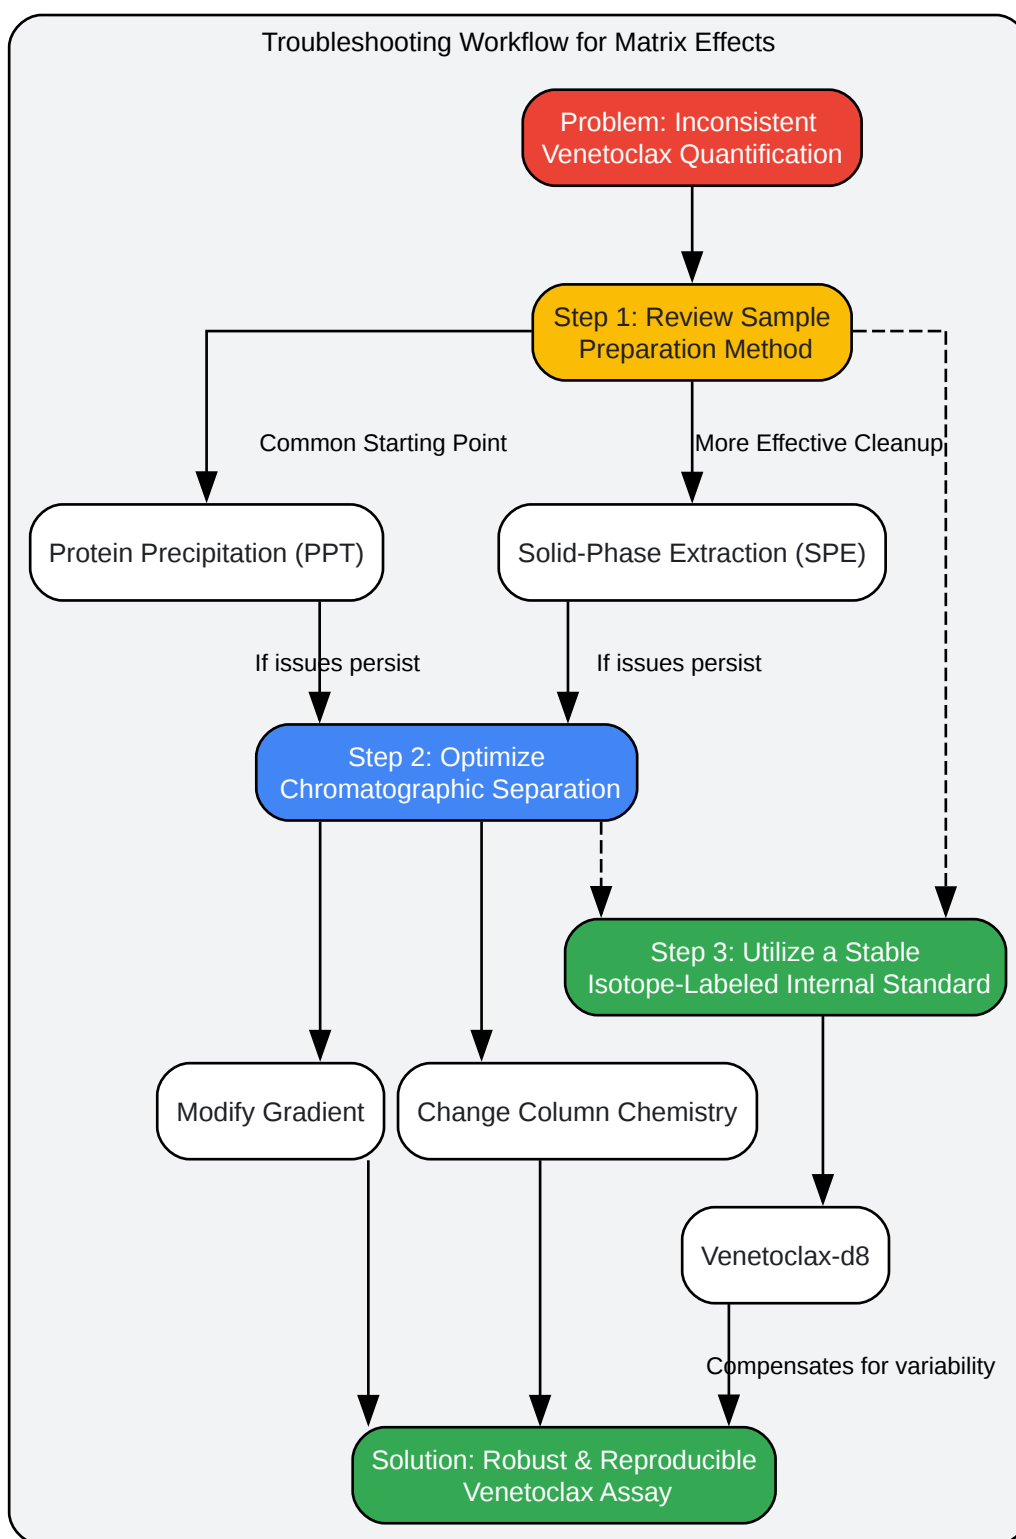 Troubleshooting Workflow for Matrix Effects
Problem: Inconsistent
Venetoclax Quantification
Step 1: Review Sample
Preparation Method
Common Starting Point
More Effective Cleanup
Protein Precipitation (PPT)
Solid-Phase Extraction (SPE)
If issues persist
If issues persist
Step 2: Optimize
Chromatographic Separation
Step 3: Utilize a Stable
Isotope-Labeled Internal Standard
Modify Gradient
Change Column Chemistry
Venetoclax-d8
Compensates for variability
Solution: Robust & Reproducible
Venetoclax Assay